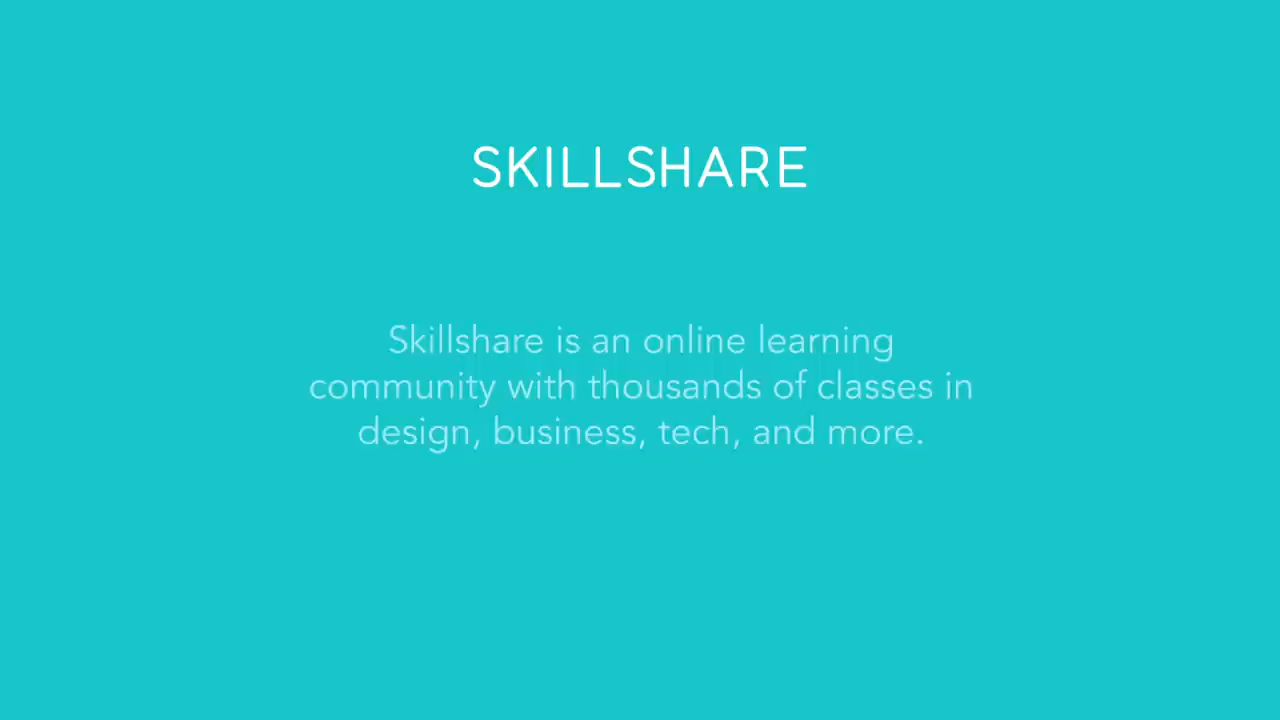 SKILLSHARE
Skillshare is an online learning
community with thousands of classes in
design, business, tech, and more.